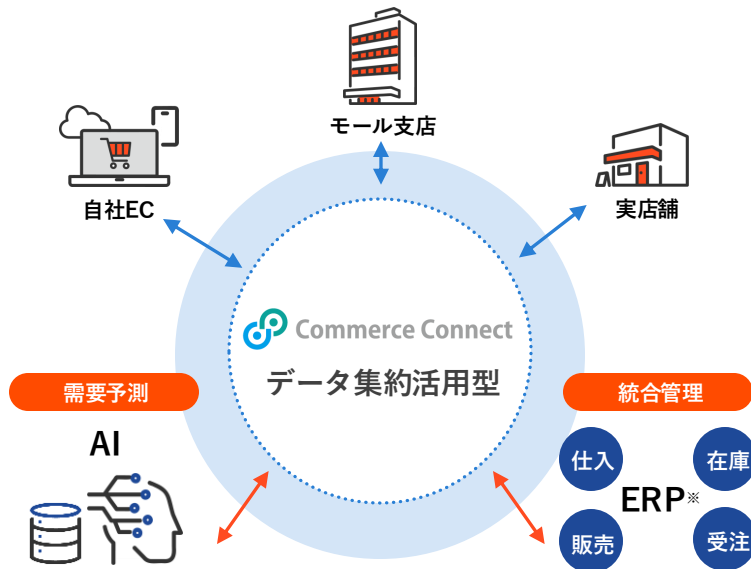 モール支店
自社EC
実店舗
Commerce Connect
データ集約活用型
需要予測
AI
統合管理
仕入
在庫
ERP※
販売
受注